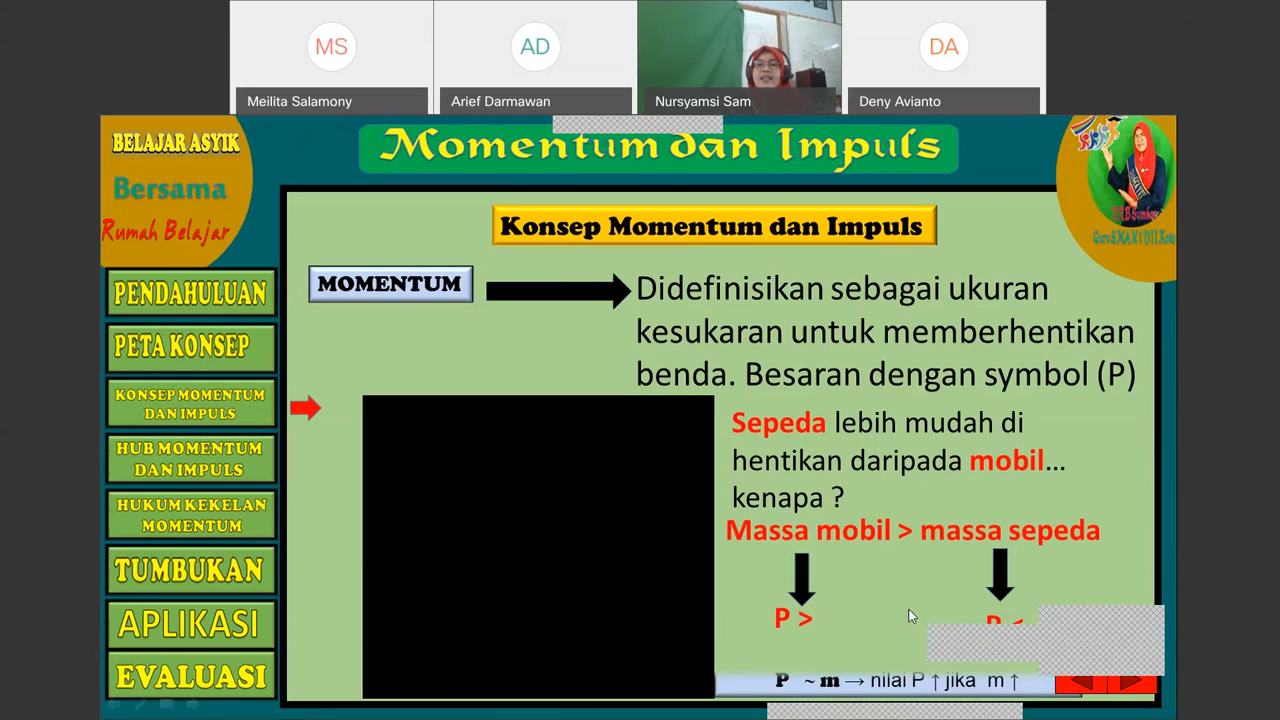 MS
AD
DA
Meilita Salamony
Arief Darmawan
Nursyamsi Sam
Deny Avianto
BELAJAR ASYIK
Bersama
Rumah Belajar
Momentum dan Impuls
Konsep Momentum dan Impuls
PENDAHULUAN
PETA KONSEP
KONSEP MOMENTUM
DAN IMPULS
HUB MOMENTUM
DAN IMPULS
HUKUM KEKELAN
MOMENTUM
TUMBUKAN
APLIKASI
EVALUASI
MOMENTUM
Didefinisikan sebagai ukuran
kesukaran untuk memberhentikan
benda. Besaran dengan symbol (P)
Sepeda lebih mudah di
hentikan daripada mobil...
kenapa ?
Massa mobil > massa sepeda
P >
P <
P ~ m → nilai P ↑ jika m ↑